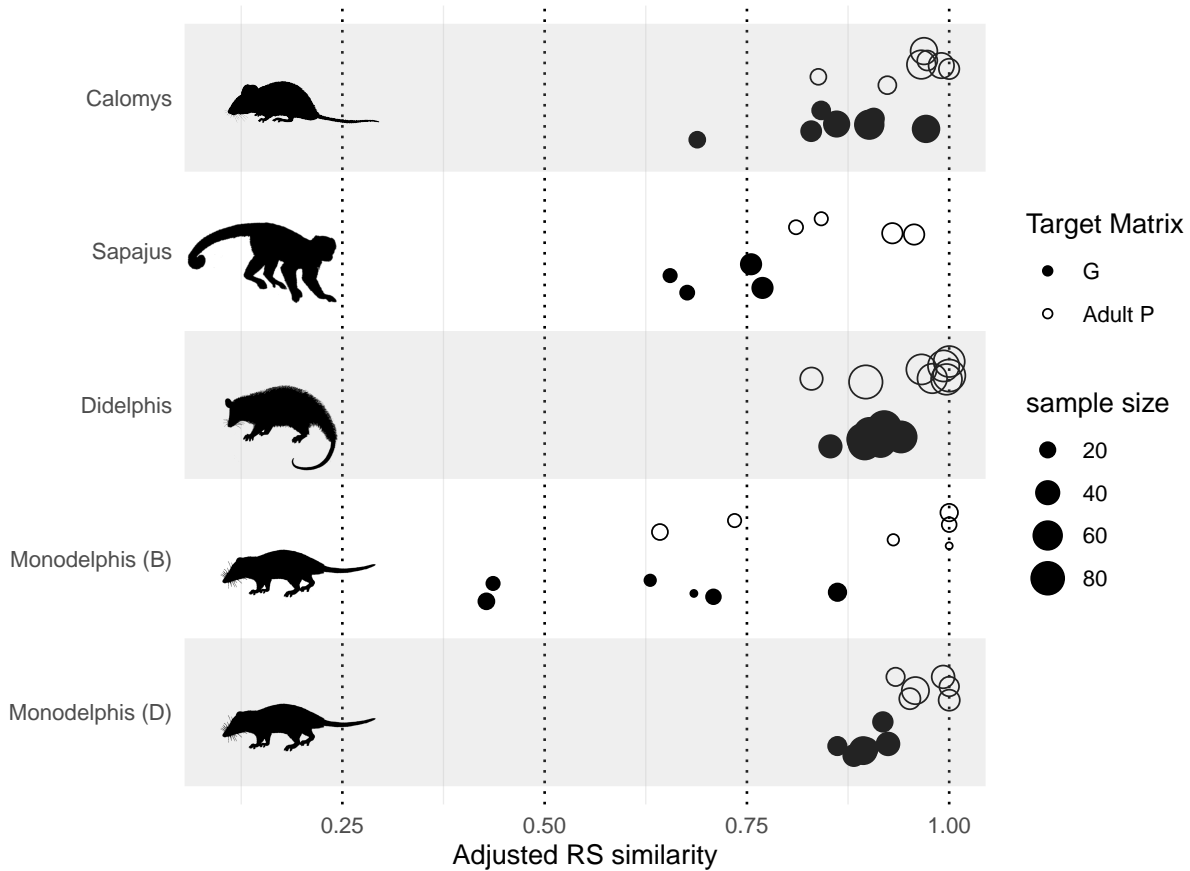 Calomys
Sapajus
Didelphis
Monodelphis (B)
Monodelphis (D)
0.25 0.50 0.75 1.00
Adjusted RS similarity
Target Matrix
G
Adult P
sample size
20
40
60
80